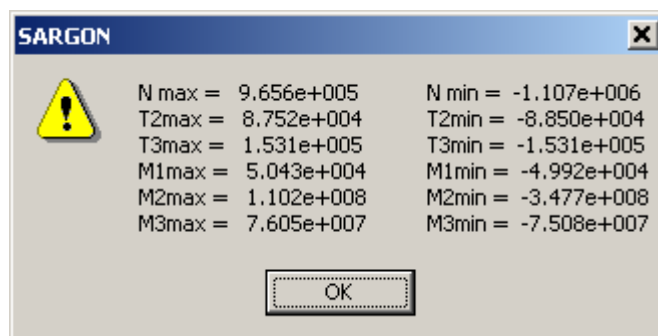 SARGON
N max = 9.656e+005 N min = -1.107e+006
T2max = 8.752e+004 T2min = -8.850e+004
T3max = 1.531e+005 T3min = -1.531e+005
M1max = 5.043e+004 M1min = -4.992e+004
M2max = 1.102e+008 M2min = -3.477e+008
M3max = 7.605e+007 M3min = -7.508e+007
OK